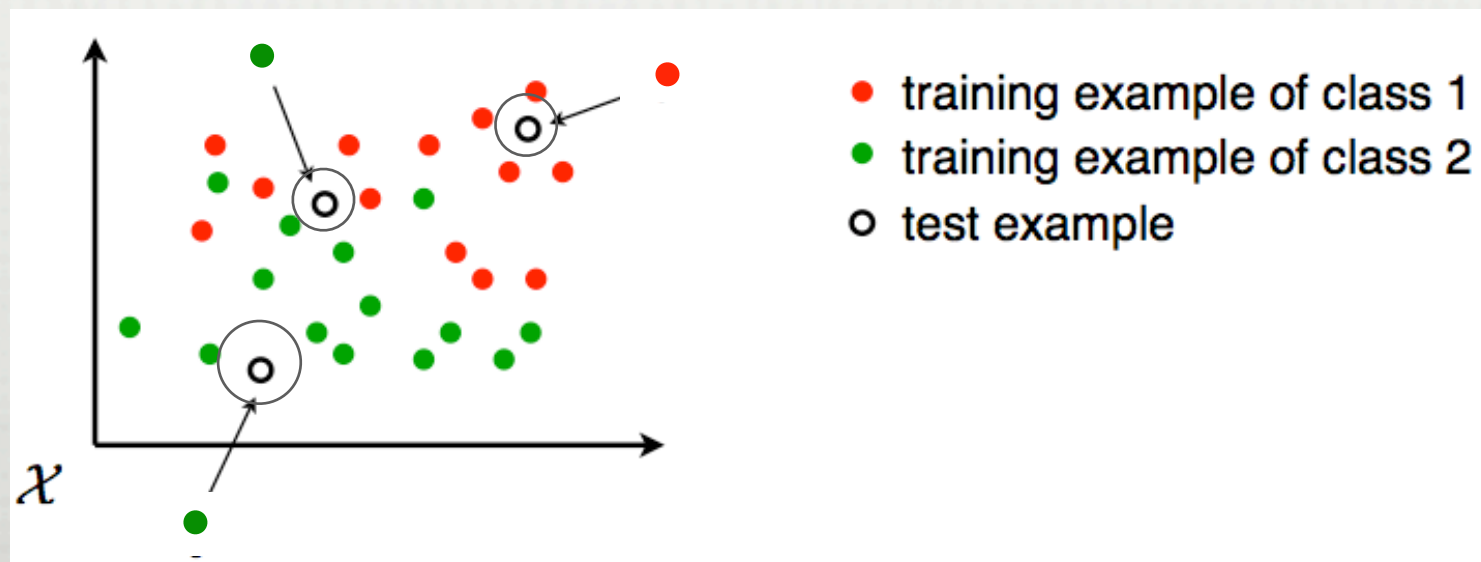 training example of class 1
training example of class 2
test example
𝒳